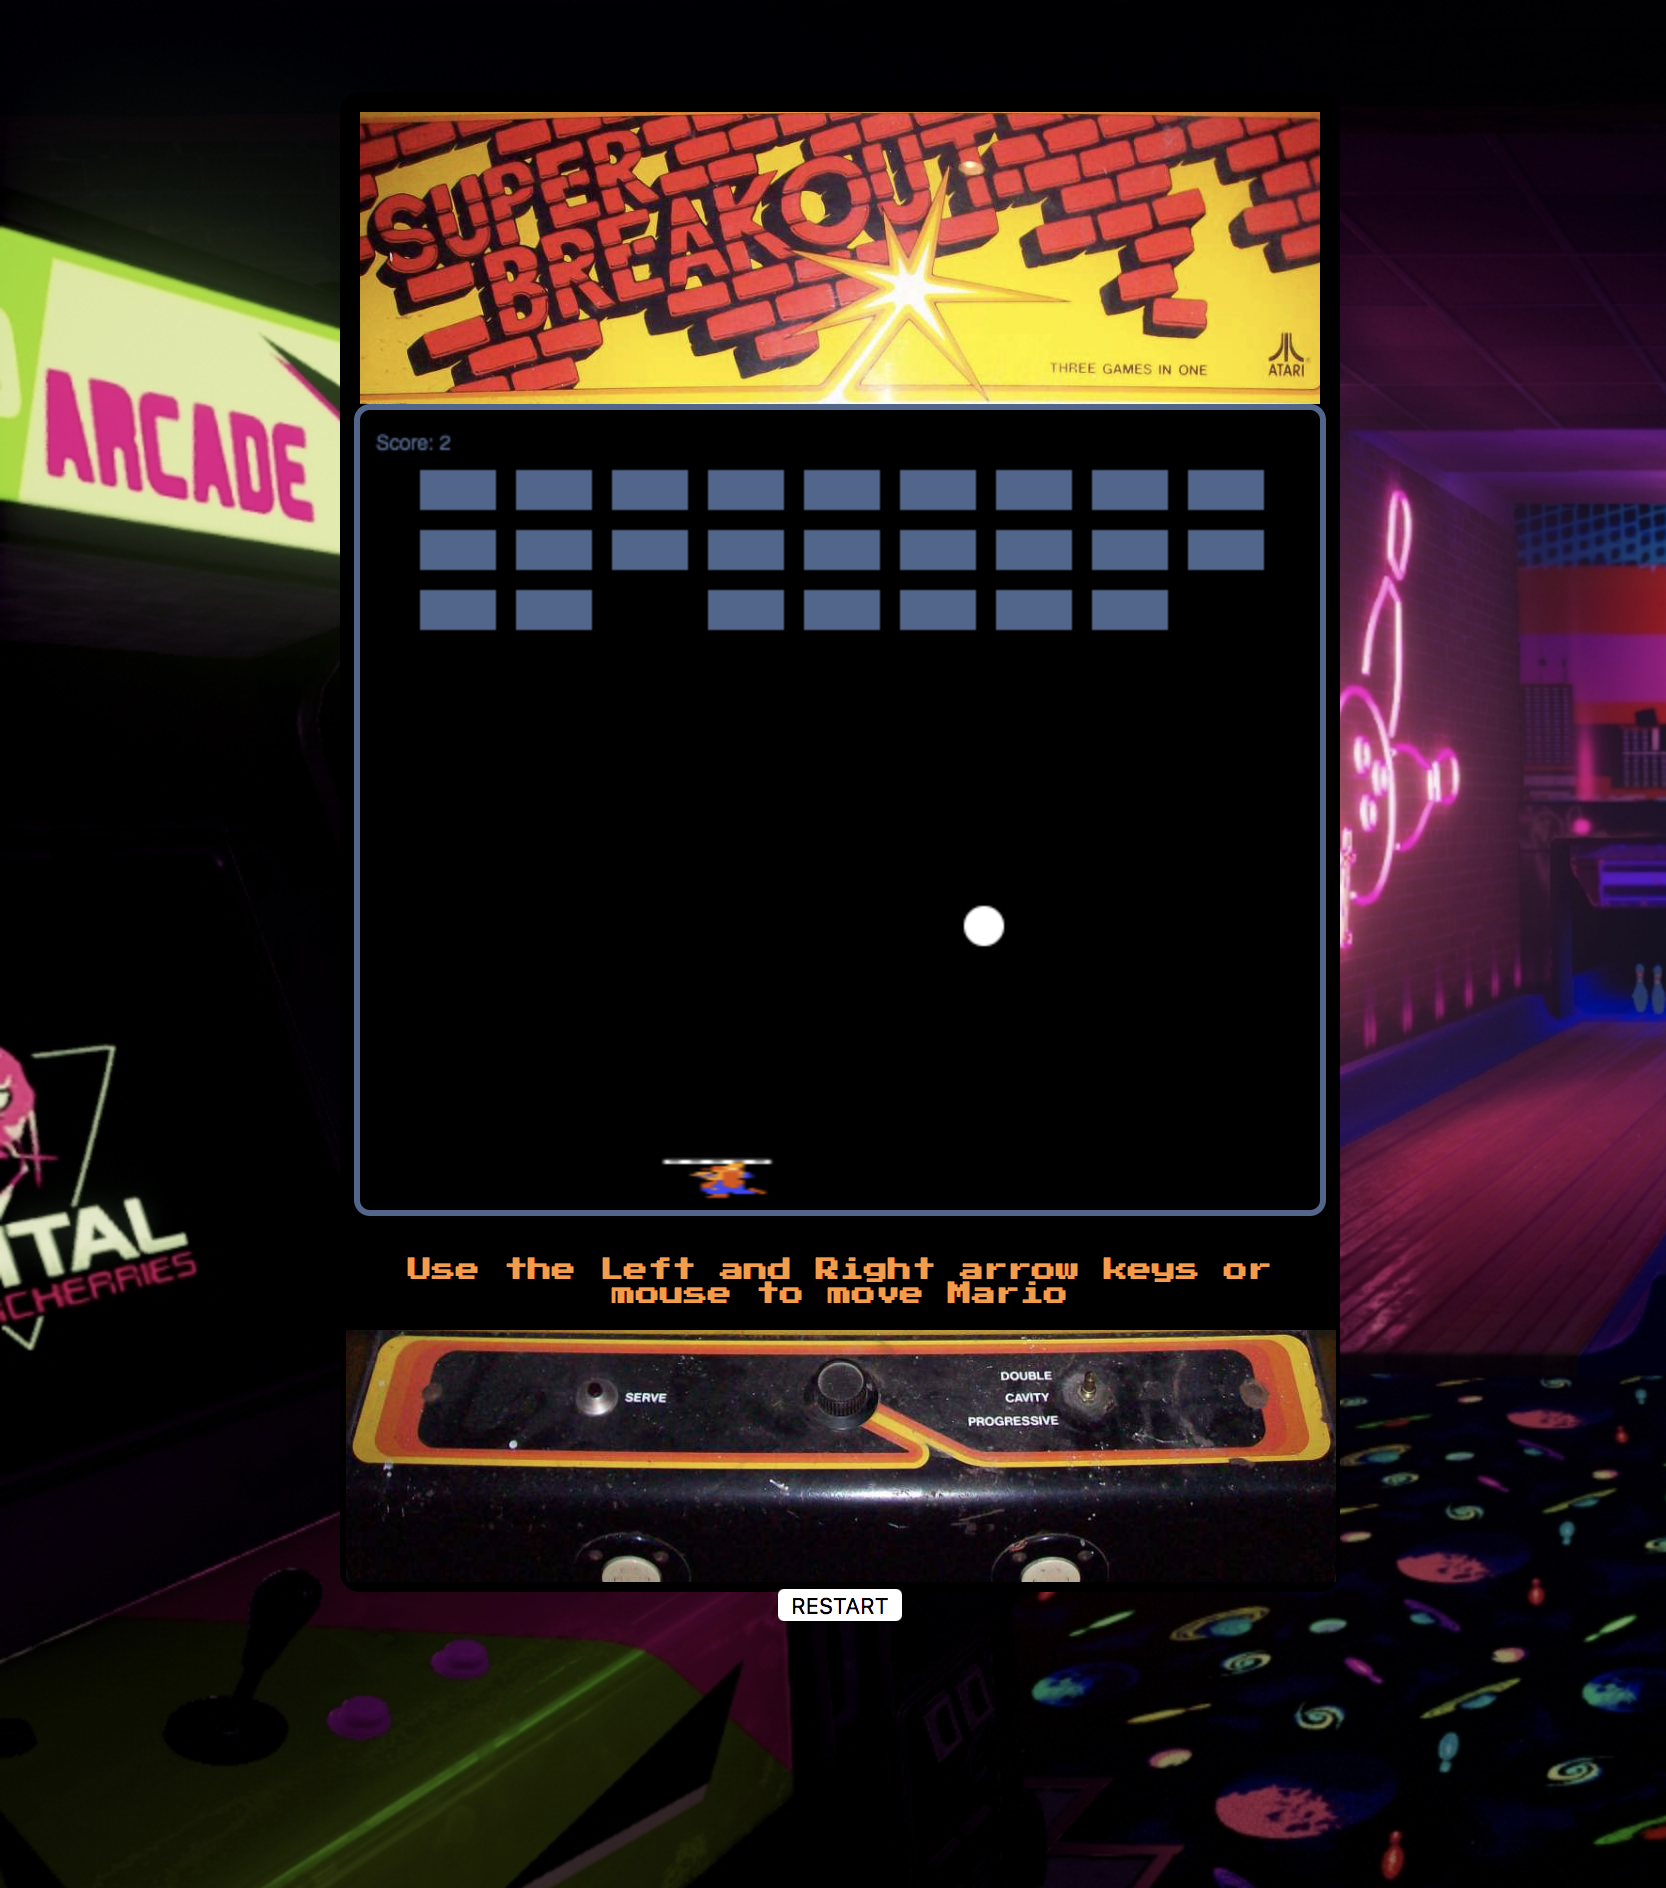 SUPER
BREAKOUT
THREE GAMES IN ONE
ATARI
ARCADE
Score: 2
ITAL
CHERRIES
Use the Left and Right arrow keys or
mouse to move Mario
SERVE
DOUBLE
CAVITY
PROGRESSIVE
RESTART